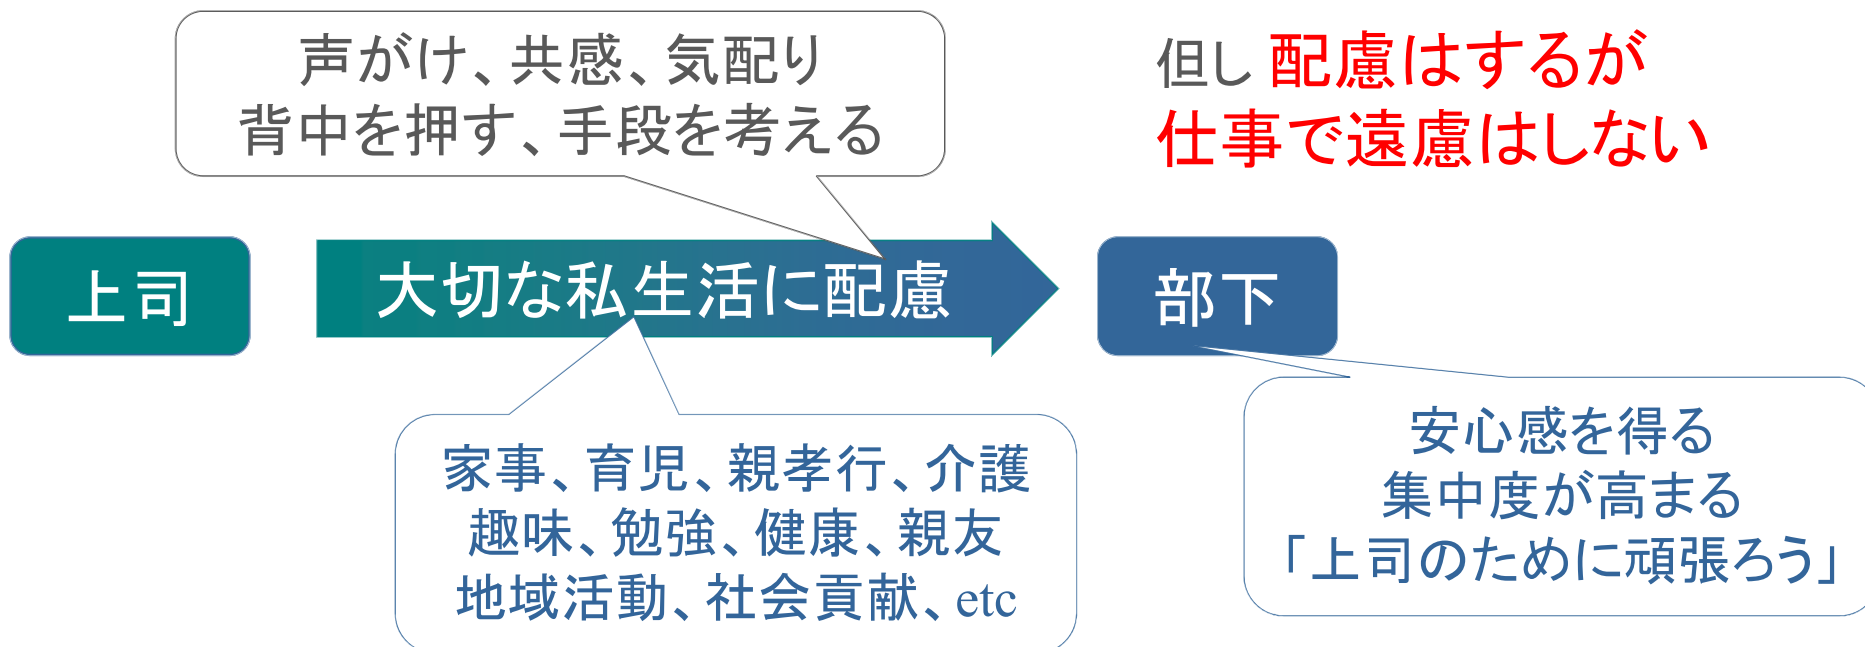 声がけ、共感、気配り
背中を押す、手段を考える
但し 配慮はするが
仕事で遠慮はしない
上司
大切な私生活に配慮
部下
家事、育児、親孝行、介護
趣味、勉強、健康、親友
地域活動、社会貢献、etc
安心感を得る
集中度が高まる
「上司のために頑張ろう」